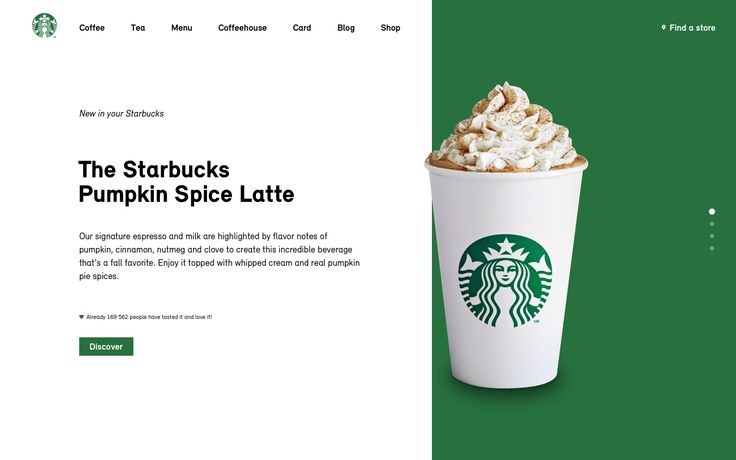 Coffee Tea Menu Coffeehouse Card Blog Shop
Find a store
New in your Starbucks
The Starbucks
Pumpkin Spice Latte
Our signature espresso and milk are highlighted by flavor notes of
pumpkin, cinnamon, nutmeg and clove to create this incredible beverage
that's a fall favorite. Enjoy it topped with whipped cream and real pumpkin
pie spices.
Already 169 562 people have tasted it and love it!
Discover
TM